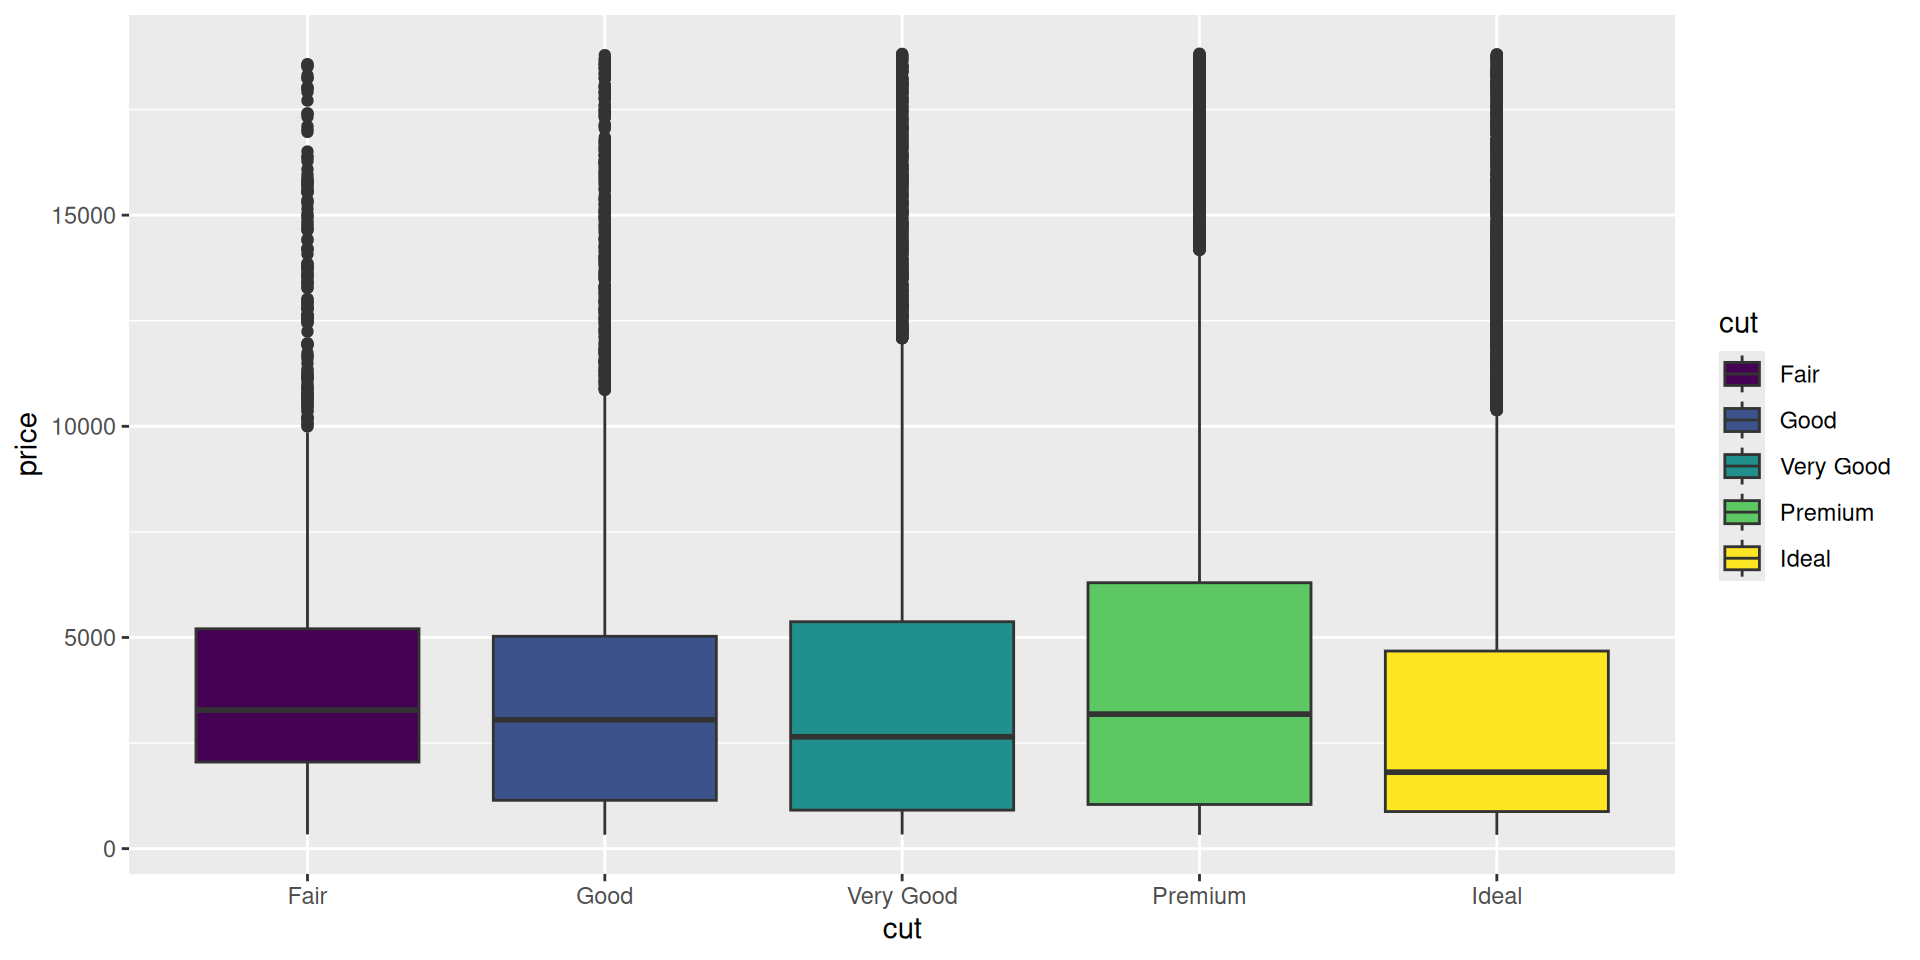 15000
10000
5000
0
price
Fair
Good
Very Good
Premium
Ideal
cut
cut
Fair
Good
Very Good
Premium
Ideal